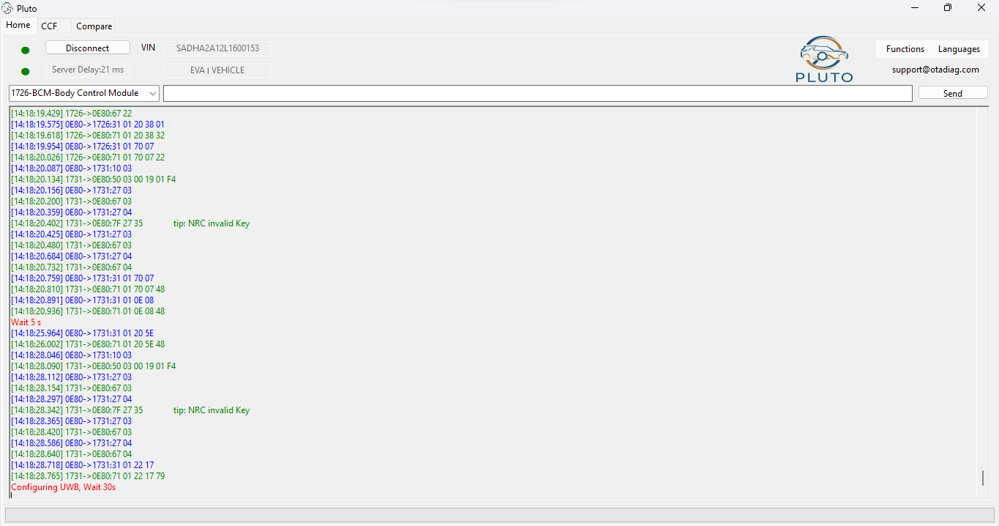 Pluto
Home CCF Compare
Disconnect VIN SADHA2A12L1600153
Functions Languages
Server Delay:21 ms EVA | VEHICLE
support@otadiag.com
PLUTO
1726-BCM-Body Control Module Send
[14:18:19.429] 1726->0E80:67 22
[14:18:19.575] 0E80->1726:31 01 20 38 01
[14:18:19.618] 1726->0E80:71 01 20 38 32
[14:18:19.954] 0E80->1726:31 01 70 07
[14:18:20.026] 1726->0E80:71 01 70 07 22
[14:18:20.087] 0E80->1731:10 03
[14:18:20.134] 1731->0E80:50 03 00 19 01 F4
[14:18:20.156] 0E80->1731:27 03
[14:18:20.200] 1731->0E80:67 03
[14:18:20.359] 0E80->1731:27 04
[14:18:20.402] 1731->0E80:7F 27 35 tip: NRC invalid Key
[14:18:20.425] 0E80->1731:27 03
[14:18:20.480] 1731->0E80:67 03
[14:18:20.684] 0E80->1731:27 04
[14:18:20.732] 1731->0E80:67 04
[14:18:20.759] 0E80->1731:31 01 70 07
[14:18:20.810] 1731->0E80:71 01 70 07 48
[14:18:20.891] 0E80->1731:31 01 0E 08
[14:18:20.936] 1731->0E80:71 01 0E 08 48
Wait 5 s
[14:18:25.964] 0E80->1731:31 01 20 5E
[14:18:26.002] 1731->0E80:71 01 20 5E 48
[14:18:28.046] 0E80->1731:10 03
[14:18:28.090] 1731->0E80:50 03 00 19 01 F4
[14:18:28.112] 0E80->1731:27 03
[14:18:28.154] 1731->0E80:67 03
[14:18:28.297] 0E80->1731:27 04
[14:18:28.342] 1731->0E80:7F 27 35 tip: NRC invalid Key
[14:18:28.365] 0E80->1731:27 03
[14:18:28.420] 1731->0E80:67 03
[14:18:28.586] 0E80->1731:27 04
[14:18:28.640] 1731->0E80:67 04
[14:18:28.718] 0E80->1731:31 01 22 17
[14:18:28.765] 1731->0E80:71 01 22 17 79
Configuring UWB, Wait 30s